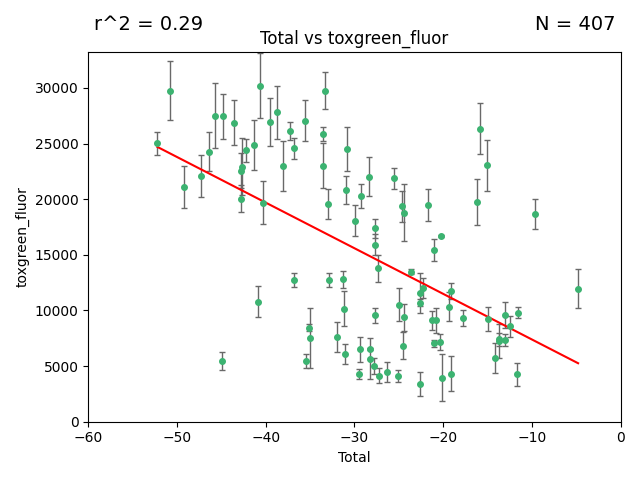 r^2 = 0.29
N = 407
Total vs toxgreen_fluor
30000
25000
20000
15000
10000
5000
0
toxgreen_fluor
−60
−50
−40
−30
−20
−10
0
Total